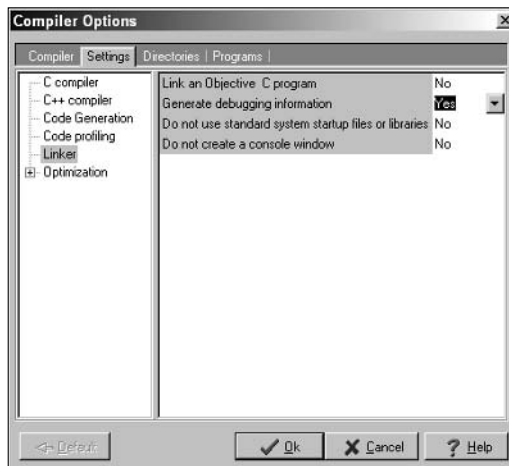 Compiler Options
Compiler Settings Directories Programs
C compiler
C++ compiler
Code Generation
Code profiling
Linker
Optimization
Link an Objective C program No
Generate debugging information Yes
Do not use standard system startup files or libraries No
Do not create a console window No
Default Ok Cancel ? Help